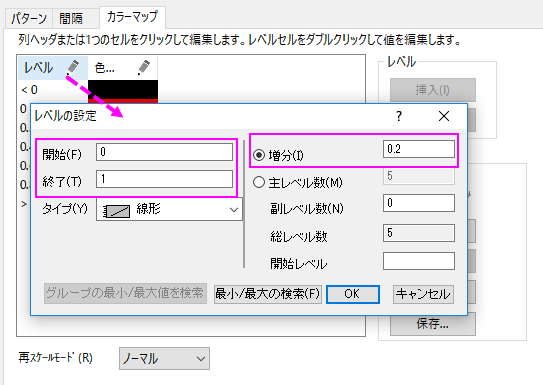 パターン 間隔 カラーマップ
列ヘッダまたは1つのセルをクリックして編集します。レベルセルをダブルクリックして値を編集します。
レベル 色... レベル
< 0 挿入(I)
0
レベルの設定
0.
開始(F) 0 増分(I) 0.2
0.
終了(T) 1 主レベル数(M) 5
0.
>
タイプ(Y) 線形 副レベル数(N) 0
総レベル数 5
開始レベル
グループの最小/最大値を検索 最小/最大の検索(F) OK キャンセル
保存...
再スケールモード(R) ノーマル